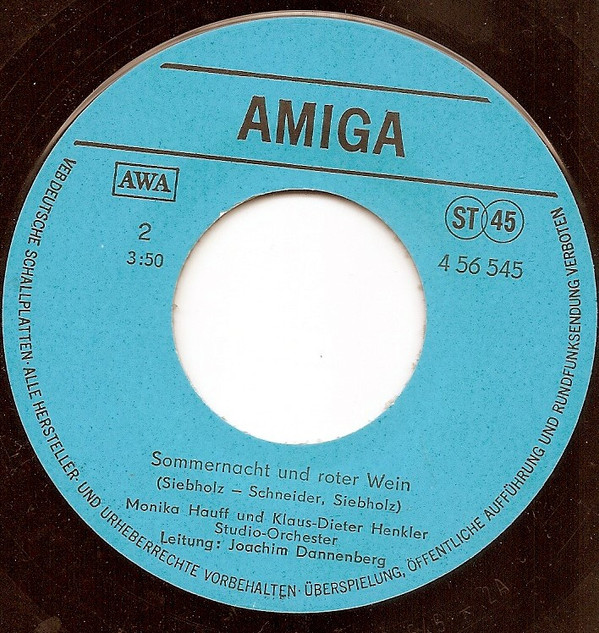 AMIGA
AWA
2
3:50
ST 45
4 56 545
Sommernacht und roter Wein
(Siebholz — Schneider, Siebholz)
Monika Hauff und Klaus-Dieter Henkler
Studio-Orchester
Leitung: Joachim Dannenberg
VEB DEUTSCHE SCHALLPLATTEN · ALLE HERSTELLER- UND URHEBERRECHTE VORBEHALTEN · ÜBERSPIELUNG, ÖFFENTLICHE AUFFÜHRUNG UND RUNDFUNKSENDUNG VERBOTEN